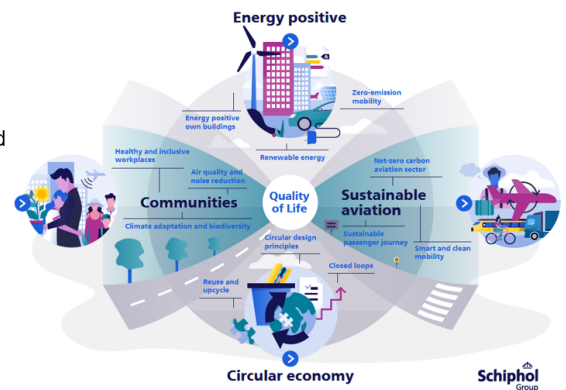 Energy positive
Zero-emission
mobility
Energy positive
own buildings
Renewable energy
Healthy and inclusive
workplaces
Air quality and
noise reduction
Communities
Climate adaptation and biodiversity
Quality
of Life
Net-zero carbon
aviation sector
Sustainable
aviation
Sustainable
passenger journey
Smart and clean
mobility
Circular design
principles
Closed loops
Reuse and
upcycle
Circular economy
Schiphol
Group